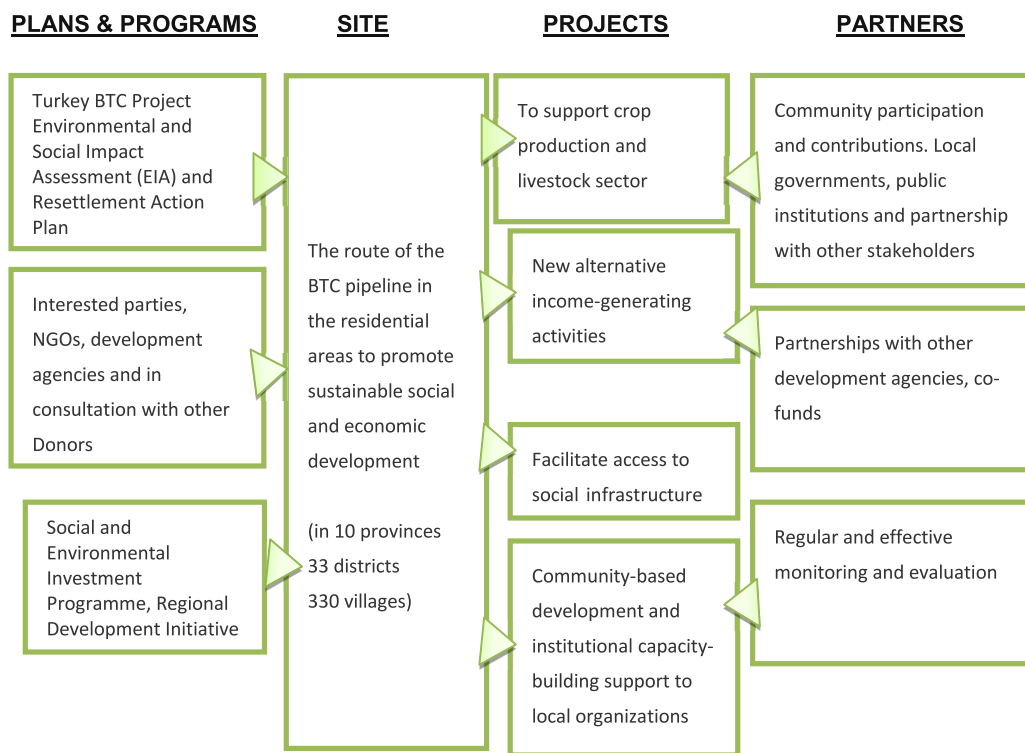 PLANS & PROGRAMS
SITE
PROJECTS
PARTNERS
Turkey BTC Project
Environmental and
Social Impact
Assessment (EIA) and
Resettlement Action
Plan
Interested parties,
NGOs, development
agencies and in
consultation with other
Donors
Social and
Environmental
Investment
Programme, Regional
Development Initiative
The route of the
BTC pipeline in
the residential
areas to promote
sustainable social
and economic
development
(in 10 provinces
33 districts
330 villages)
To support crop
production and
livestock sector
New alternative
income-generating
activities
Facilitate access to
social infrastructure
Community-based
development and
institutional capacity-
building support to
local organizations
Community participation
and contributions. Local
governments, public
institutions and partnership
with other stakeholders
Partnerships with other
development agencies, co-
funds
Regular and effective
monitoring and evaluation